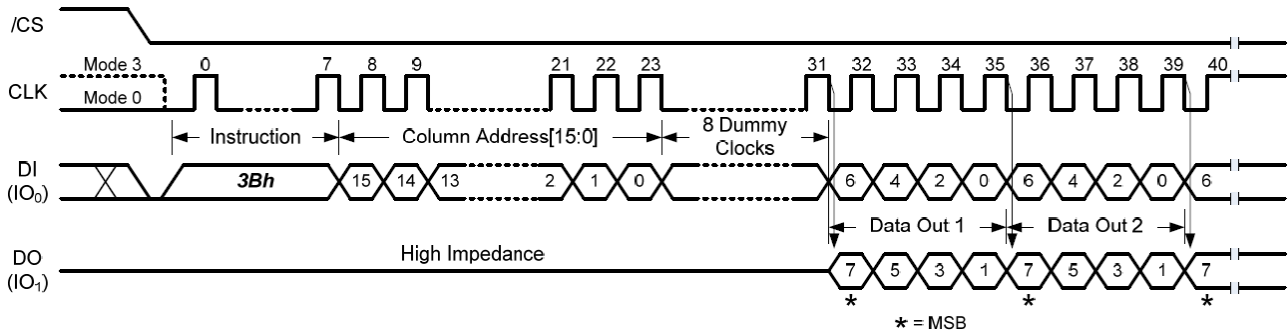 /CS
Mode 3 0 7 8 9 21 22 23 31 32 33 34 35 36 37 38 39 40
CLK
Mode 0
Instruction Column Address[15:0] 8 Dummy Clocks
DI
(IO₀)
3Bh 15 14 13 2 1 0 6 4 2 0 6 4 2 0 6
Data Out 1 Data Out 2
High Impedance
DO
(IO₁)
7 5 3 1 7 5 3 1 7
* * *
* = MSB